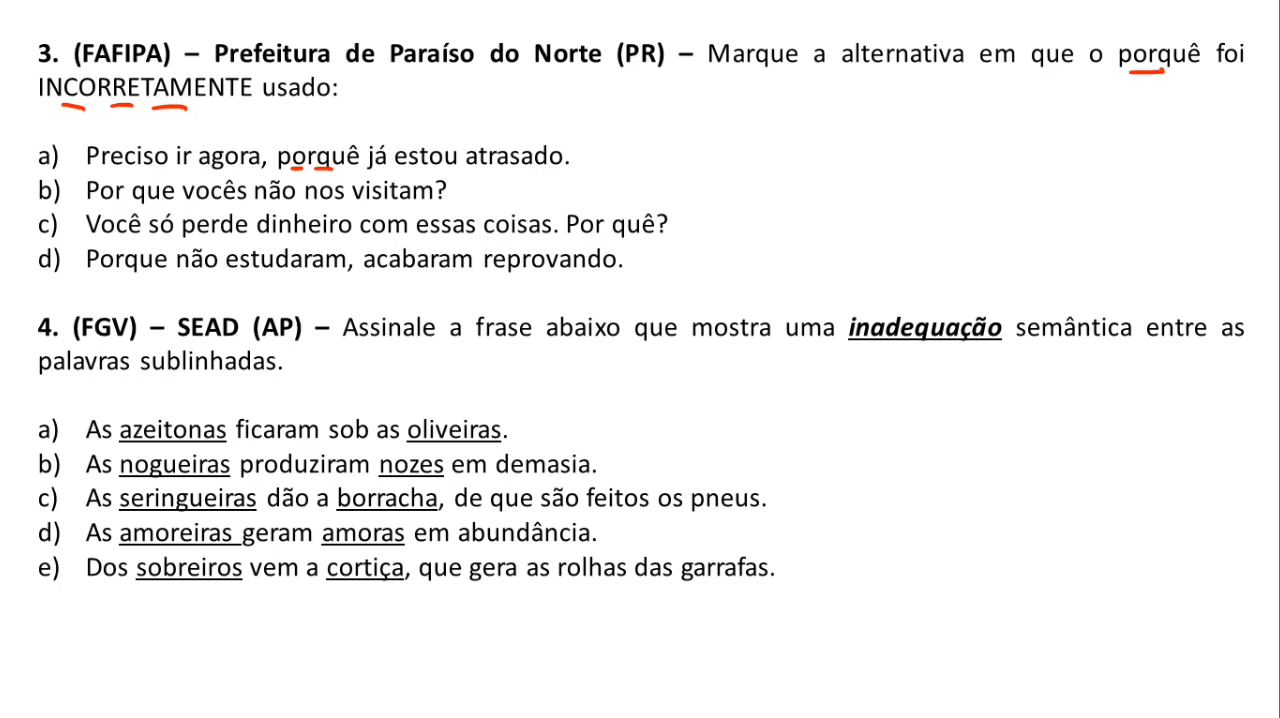 3. (FAFIPA) – Prefeitura de Paraíso do Norte (PR) – Marque a alternativa em que o porquê foi
INCORRETAMENTE usado:
a) Preciso ir agora, porquê já estou atrasado.
b) Por que vocês não nos visitam?
c) Você só perde dinheiro com essas coisas. Por quê?
d) Porque não estudaram, acabaram reprovando.
4. (FGV) – SEAD (AP) – Assinale a frase abaixo que mostra uma inadequação semântica entre as
palavras sublinhadas.
a) As azeitonas ficaram sob as oliveiras.
b) As nogueiras produziram nozes em demasia.
c) As seringueiras dão a borracha, de que são feitos os pneus.
d) As amoreiras geram amoras em abundância.
e) Dos sobreiros vem a cortiça, que gera as rolhas das garrafas.